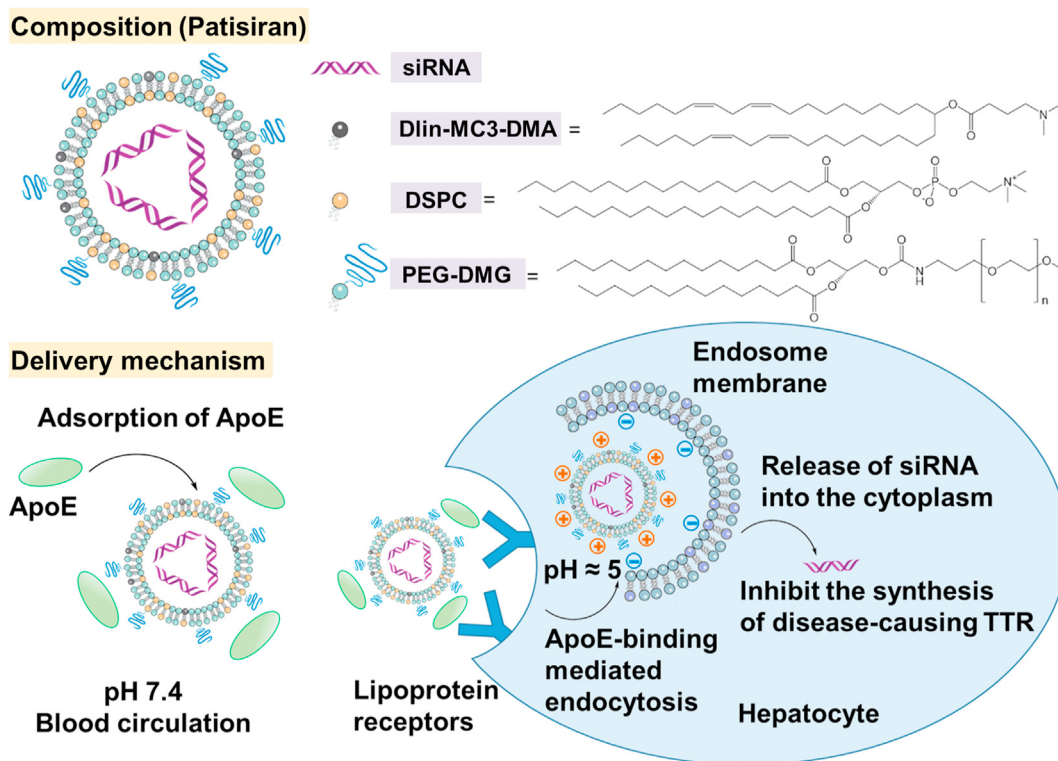 Composition (Patisiran)
siRNA
Dlin-MC3-DMA =
DSPC =
PEG-DMG =
O
O
N
O
O
O
O
O
P
O
O-
N+
O
O
O
O
O
N
H
O
O
n
Delivery mechanism
Adsorption of ApoE
ApoE
pH 7.4
Blood circulation
Lipoprotein
receptors
Endosome
membrane
pH ≈ 5
ApoE-binding
mediated
endocytosis
Release of siRNA
into the cytoplasm
Inhibit the synthesis
of disease-causing TTR
Hepatocyte